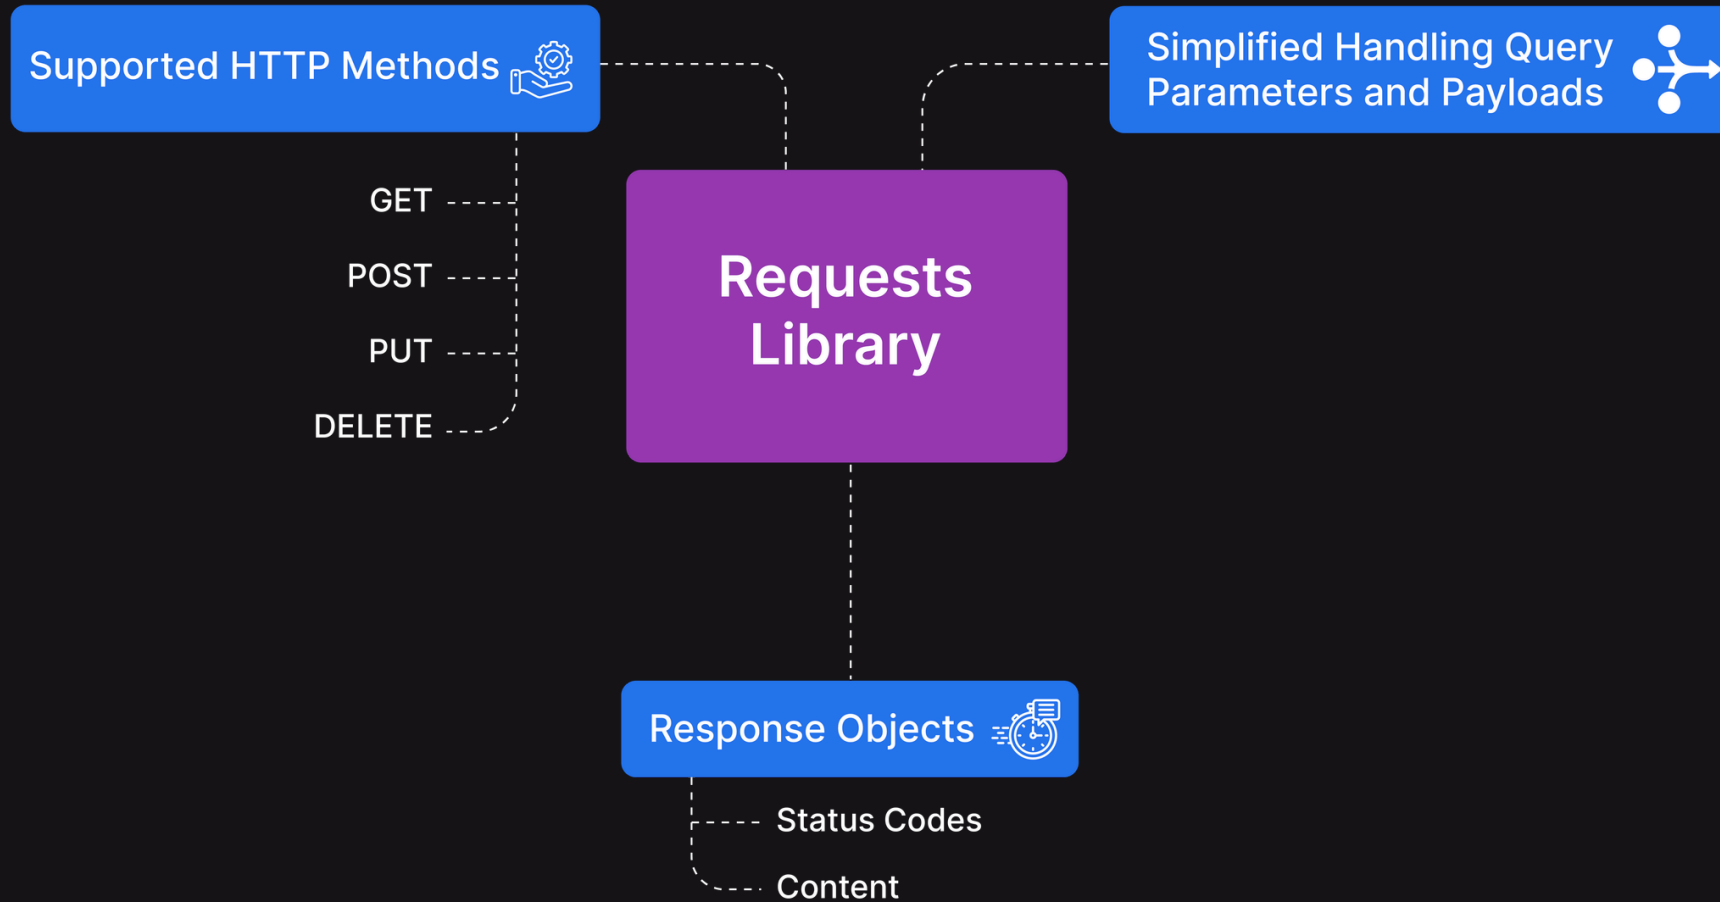 Supported HTTP Methods
GET
POST
PUT
DELETE
Simplified Handling Query
Parameters and Payloads
Requests
Library
Response Objects
Status Codes
Content